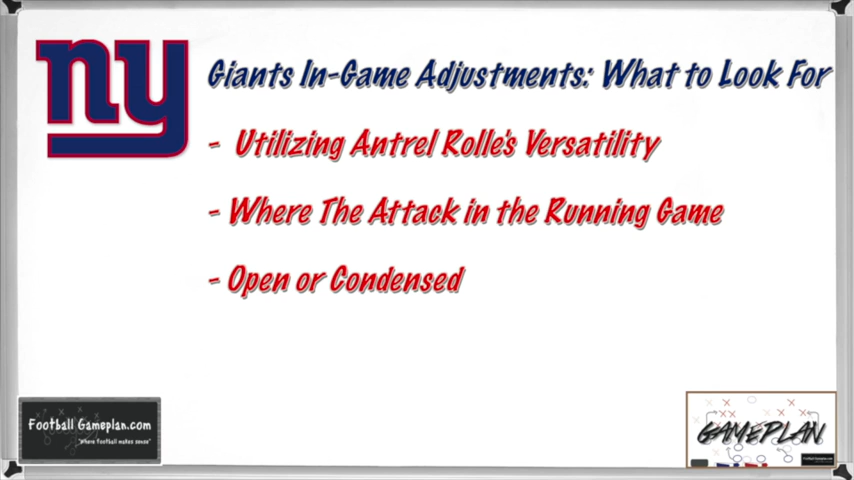 ny
Giants In-Game Adjustments: What to Look For
- Utilizing Antrel Rolle's Versatility
- Where The Attack in the Running Game
- Open or Condensed
Football Gameplan.com
"Where football makes sense"
GAMEPLAN